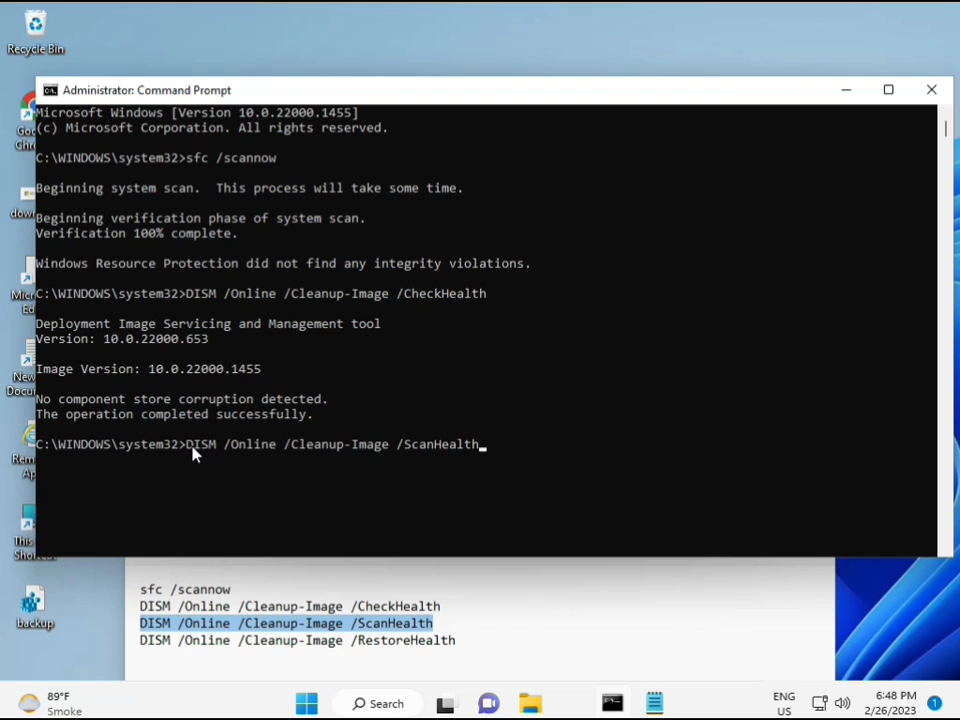 Recycle Bin
Administrator: Command Prompt
Microsoft Windows [Version 10.0.22000.1455]
(c) Microsoft Corporation. All rights reserved.
C:\WINDOWS\system32>sfc /scannow
Beginning system scan.  This process will take some time.
Beginning verification phase of system scan.
Verification 100% complete.
Windows Resource Protection did not find any integrity violations.
C:\WINDOWS\system32>DISM /Online /Cleanup-Image /CheckHealth
Deployment Image Servicing and Management tool
Version: 10.0.22000.653
Image Version: 10.0.22000.1455
No component store corruption detected.
The operation completed successfully.
C:\WINDOWS\system32>DISM /Online /Cleanup-Image /ScanHealth
backup
sfc /scannow
DISM /Online /Cleanup-Image /CheckHealth
DISM /Online /Cleanup-Image /ScanHealth
DISM /Online /Cleanup-Image /RestoreHealth
89°F
Smoke
Search
ENG
US
6:48 PM
2/26/2023
1